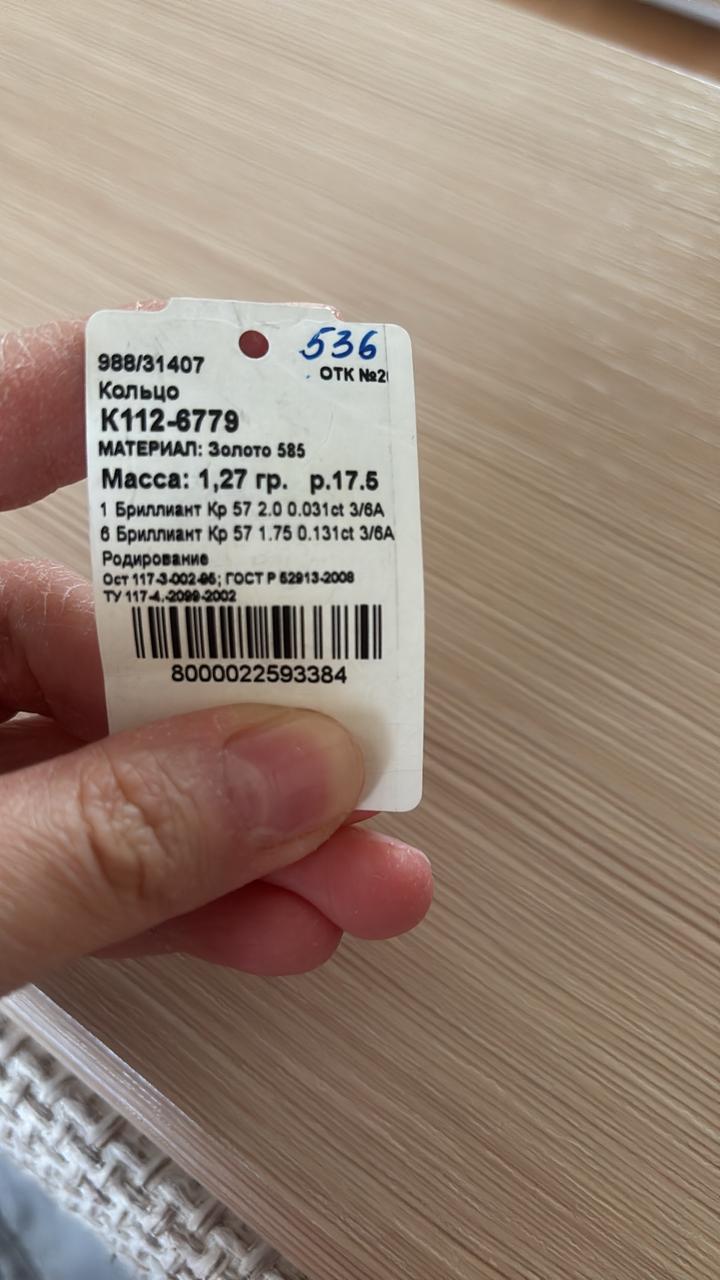 536
988/31407
ОТК №2
Кольцо
К112-6779
МАТЕРИАЛ: Золото 585
Масса: 1,27 гр. р.17.5
1 Бриллиант Кр 57 2.0 0.031ct 3/6А
6 Бриллиант Кр 57 1.75 0.131ct 3/6А
Родирование
Ост 117-3-002-95; ГОСТ Р 52913-2008
ТУ 117-4.-2099-2002
8000022593384